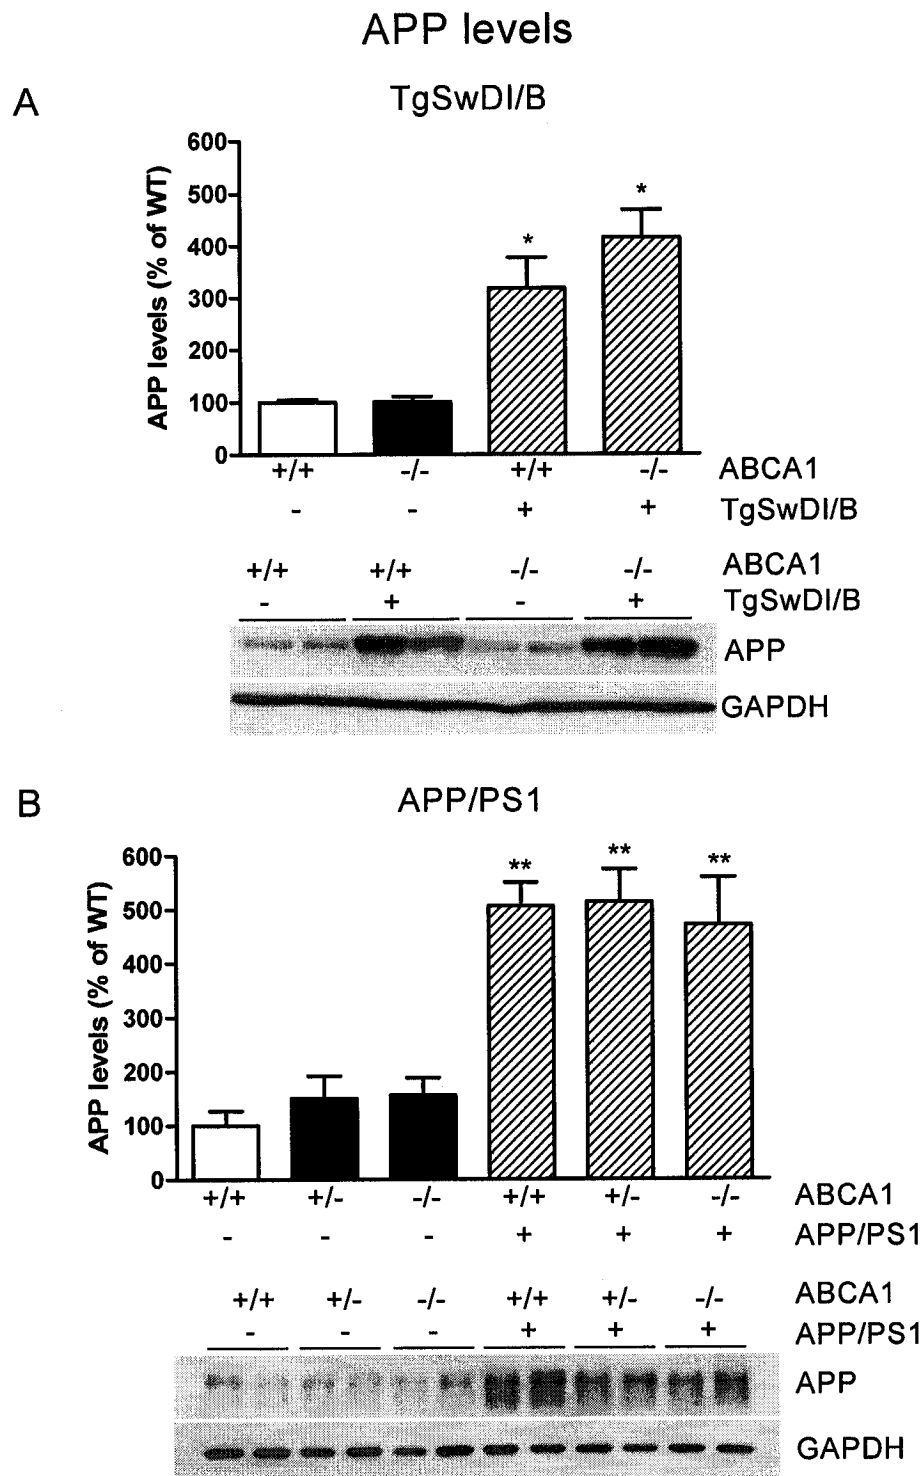 APP levels
A
TgSwDI/B
600
500
400
300
200
100
0
APP levels (% of WT)
* *
+/+ -/- +/+ -/- ABCA1
- - + + TgSwDI/B
+/+ +/+ -/- -/- ABCA1
- + - + TgSwDI/B
APP
GAPDH
B
APP/PS1
600
500
400
300
200
100
0
APP levels (% of WT)
** ** **
+/+ +/- -/- +/+ +/- -/- ABCA1
- - - + + + APP/PS1
+/+ +/- -/- +/+ +/- -/- ABCA1
- - - + + + APP/PS1
APP
GAPDH